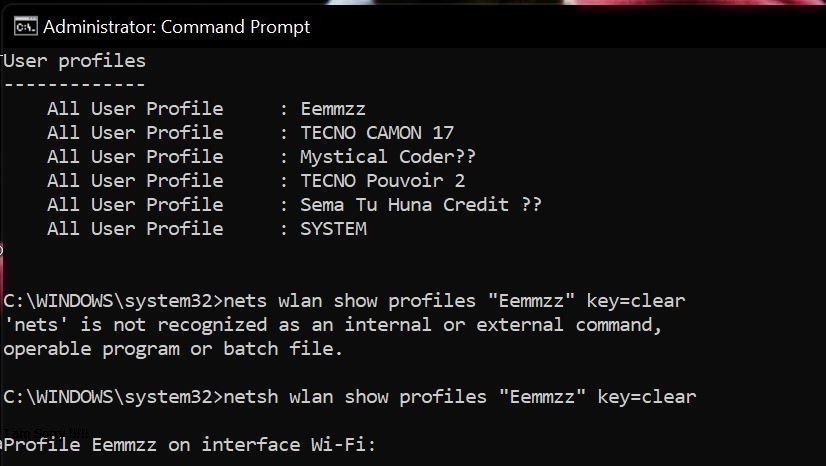 Administrator: Command Prompt
User profiles
-------------
    All User Profile     : Eemmzz
    All User Profile     : TECNO CAMON 17
    All User Profile     : Mystical Coder??
    All User Profile     : TECNO Pouvoir 2
    All User Profile     : Sema Tu Huna Credit ??
    All User Profile     : SYSTEM
C:\WINDOWS\system32>nets wlan show profiles "Eemmzz" key=clear
'nets' is not recognized as an internal or external command,
operable program or batch file.
C:\WINDOWS\system32>netsh wlan show profiles "Eemmzz" key=clear
Profile Eemmzz on interface Wi-Fi: